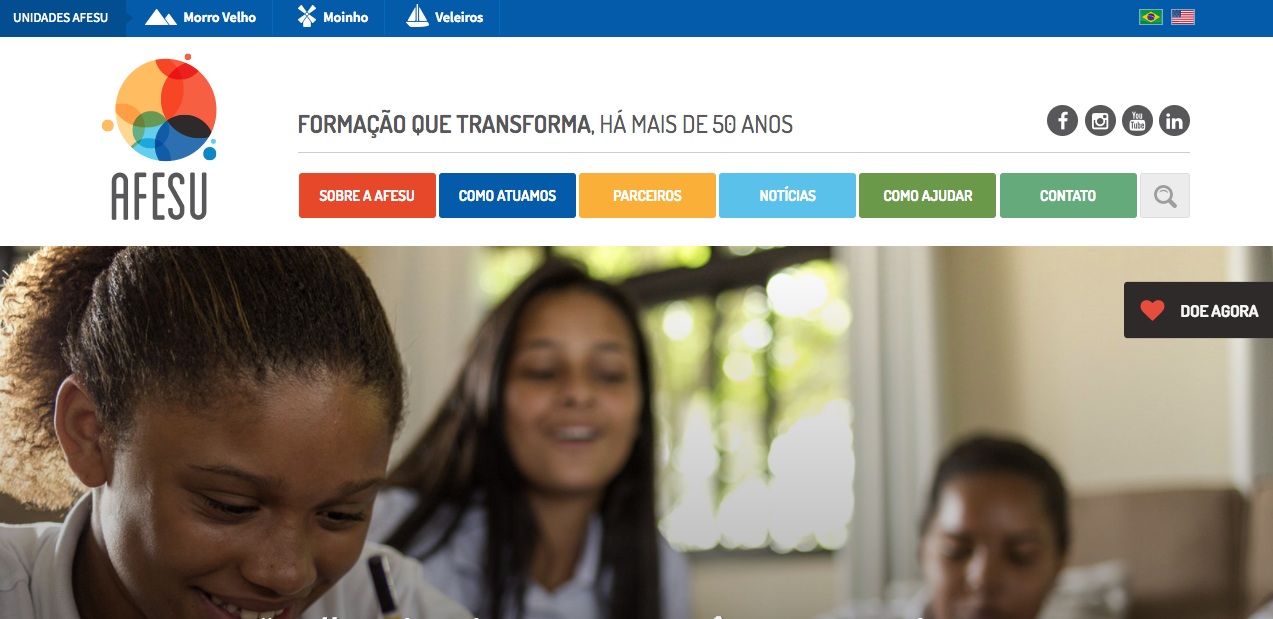 UNIDADES AFESU Morro Velho Moinho Veleiros
FORMAÇÃO QUE TRANSFORMA, HÁ MAIS DE 50 ANOS
You Tube
AFESU
SOBRE A AFESU COMO ATUAMOS PARCEIROS NOTÍCIAS COMO AJUDAR CONTATO
DOE AGORA